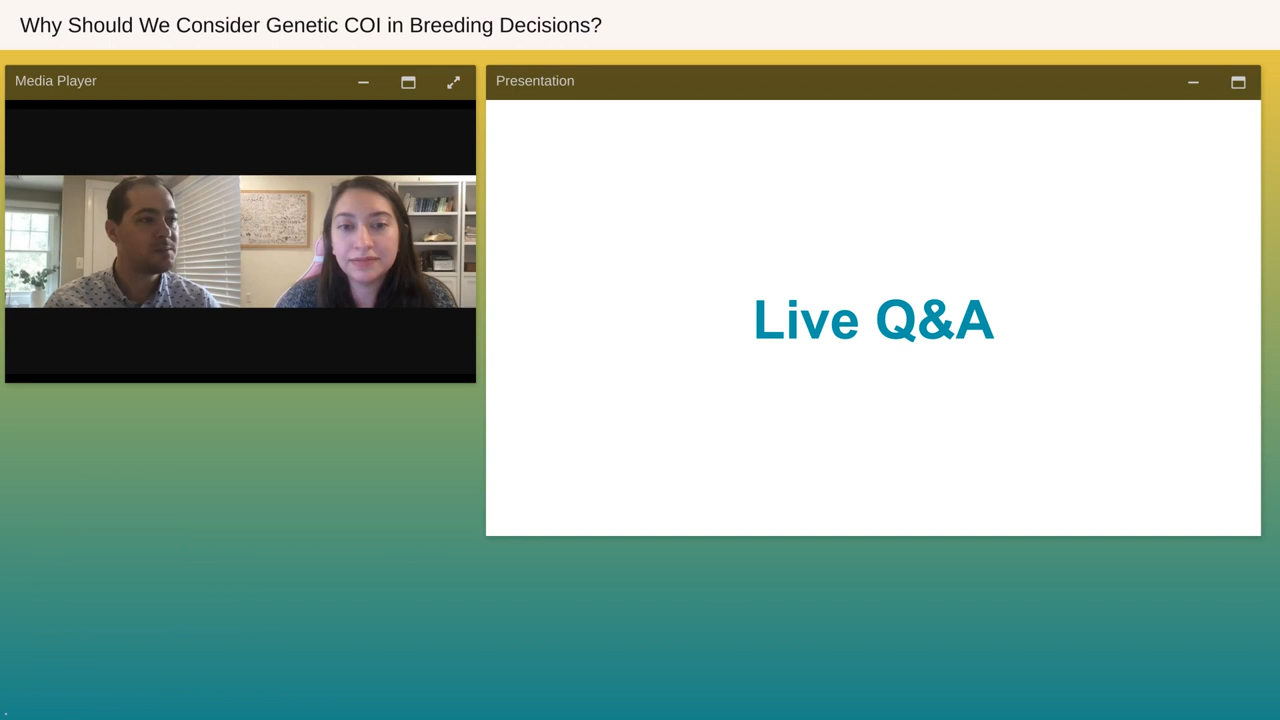 Why Should We Consider Genetic COI in Breeding Decisions?
Media Player
Presentation
Live Q&A